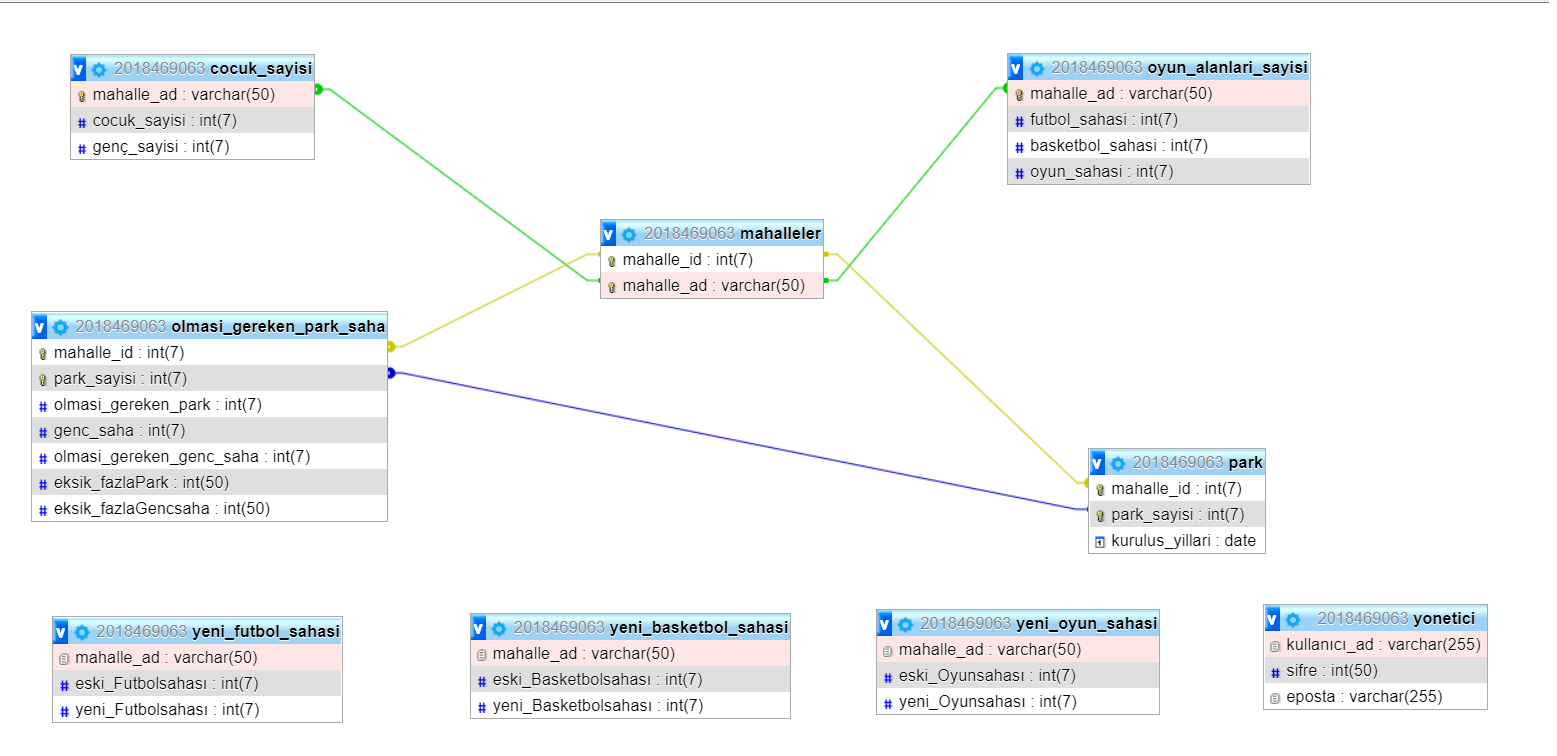 2018469063 cocuk_sayisi
mahalle_ad : varchar(50)
cocuk_sayisi : int(7)
genç_sayisi : int(7)
2018469063 oyun_alanlari_sayisi
mahalle_ad : varchar(50)
futbol_sahasi : int(7)
basketbol_sahasi : int(7)
oyun_sahasi : int(7)
2018469063 mahalleler
mahalle_id : int(7)
mahalle_ad : varchar(50)
2018469063 olmasi_gereken_park_saha
mahalle_id : int(7)
park_sayisi : int(7)
olmasi_gereken_park : int(7)
genc_saha : int(7)
olmasi_gereken_genc_saha : int(7)
eksik_fazlaPark : int(50)
eksik_fazlaGencsaha : int(50)
2018469063 park
mahalle_id : int(7)
park_sayisi : int(7)
kurulus_yillari : date
2018469063 yeni_futbol_sahasi
mahalle_ad : varchar(50)
eski_Futbolsahası : int(7)
yeni_Futbolsahası : int(7)
2018469063 yeni_basketbol_sahasi
mahalle_ad : varchar(50)
eski_Basketbolsahası : int(7)
yeni_Basketbolsahası : int(7)
2018469063 yeni_oyun_sahasi
mahalle_ad : varchar(50)
eski_Oyunsahası : int(7)
yeni_Oyunsahası : int(7)
2018469063 yonetici
kullanıcı_ad : varchar(255)
sifre : int(50)
eposta : varchar(255)